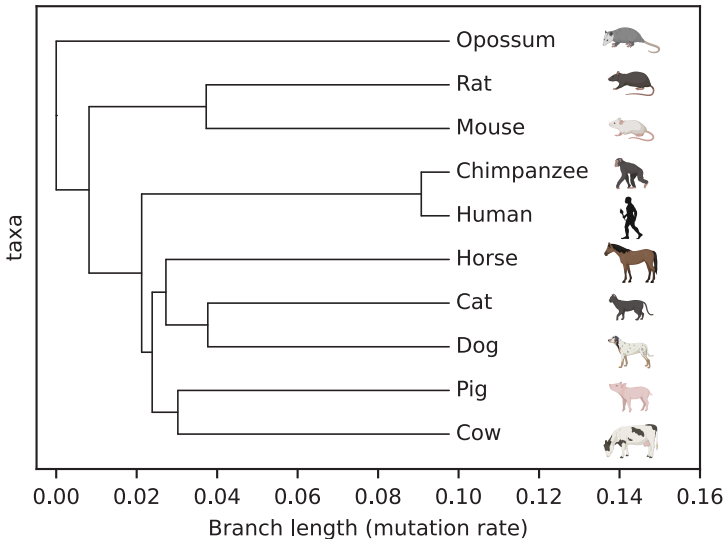 Opossum
Rat
Mouse
Chimpanzee
Human
Horse
Cat
Dog
Pig
Cow
taxa
0.00 0.02 0.04 0.06 0.08 0.10 0.12 0.14 0.16
Branch length (mutation rate)